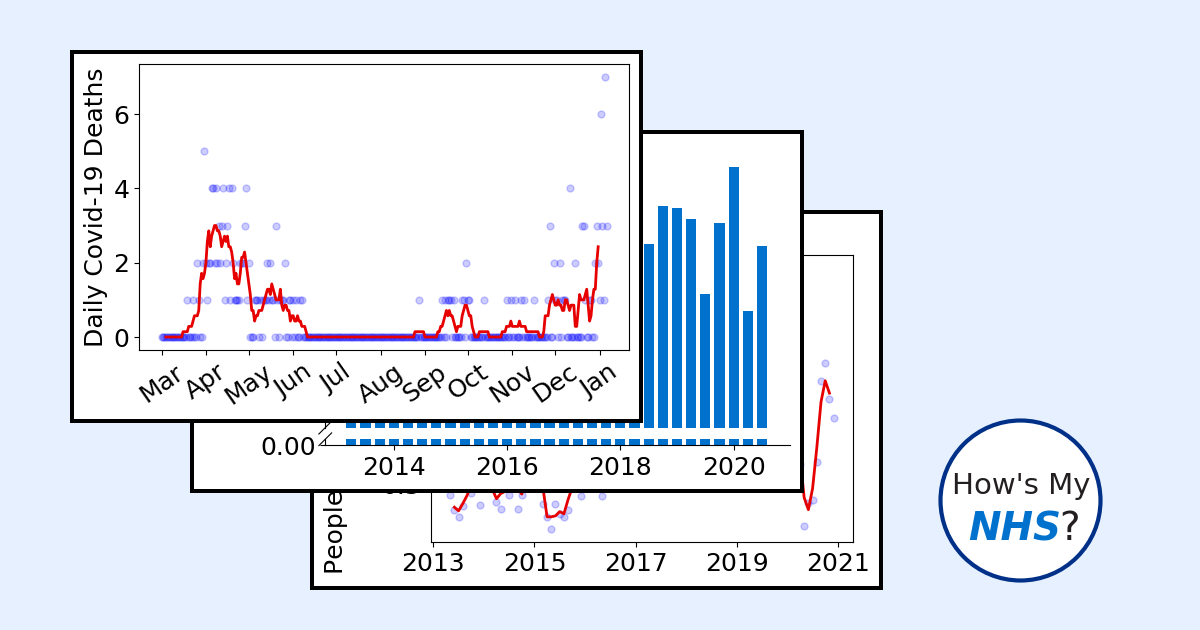 Daily Covid-19 Deaths
6
4
2
0
Mar Apr May Jun Jul Aug Sep Oct Nov Dec Jan
0.00
2014 2016 2018 2020
People
2013 2015 2017 2019 2021
How's My
NHS?